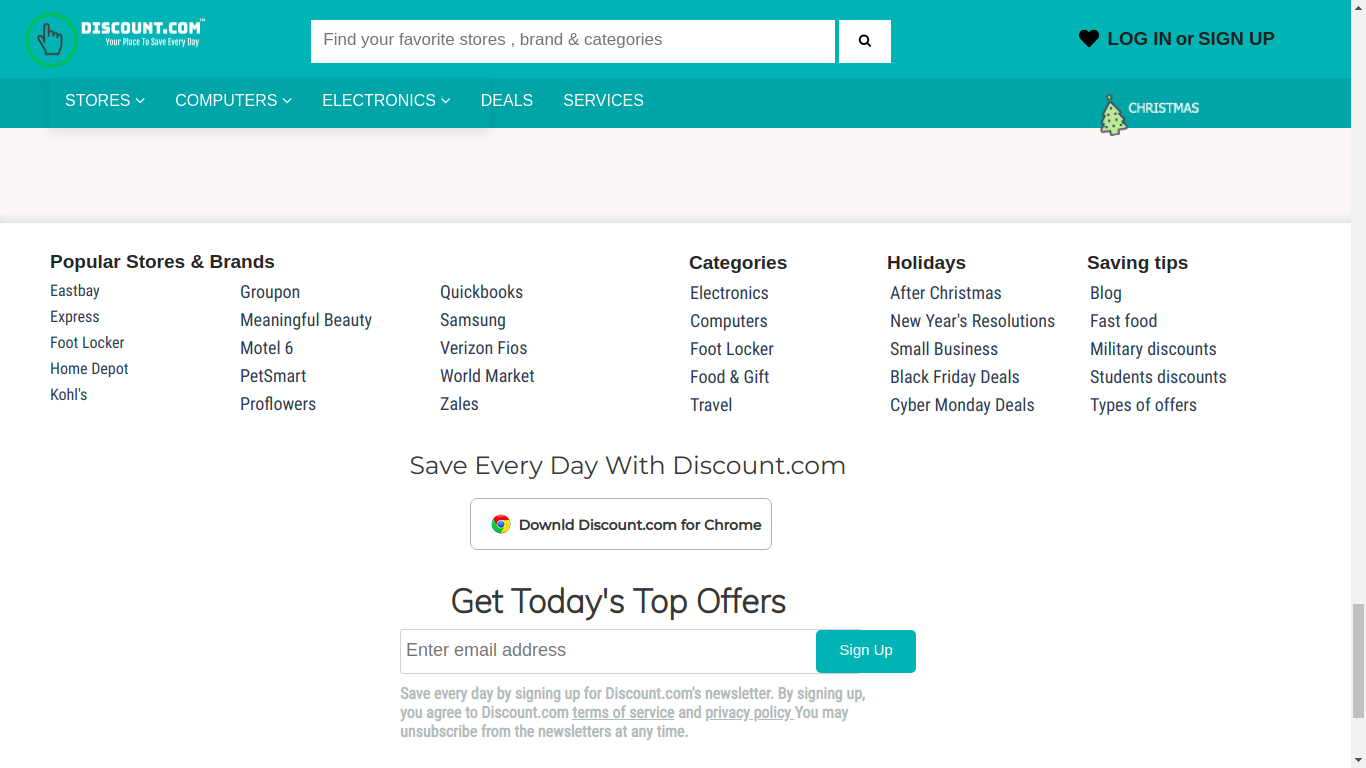 DISCOUNT.COM™
Your Place To Save Every Day
Find your favorite stores , brand & categories
LOG IN or SIGN UP
STORES
COMPUTERS
ELECTRONICS
DEALS
SERVICES
CHRISTMAS
Popular Stores & Brands
Eastbay
Express
Foot Locker
Home Depot
Kohl's
Groupon
Meaningful Beauty
Motel 6
PetSmart
Proflowers
Quickbooks
Samsung
Verizon Fios
World Market
Zales
Categories
Electronics
Computers
Foot Locker
Food & Gift
Travel
Holidays
After Christmas
New Year's Resolutions
Small Business
Black Friday Deals
Cyber Monday Deals
Saving tips
Blog
Fast food
Military discounts
Students discounts
Types of offers
Save Every Day With Discount.com
Downld Discount.com for Chrome
Get Today's Top Offers
Enter email address
Sign Up
Save every day by signing up for Discount.com's newsletter. By signing up,
you agree to Discount.com terms of service and privacy policy You may
unsubscribe from the newsletters at any time.